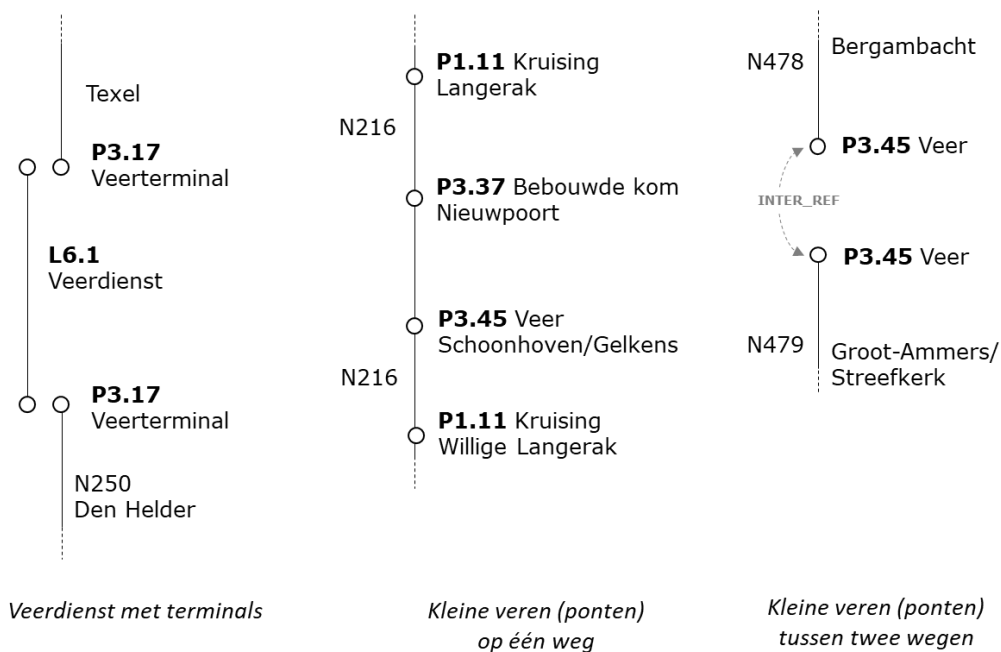 Texel
P3.17
Veerterminal
L6.1
Veerdienst
P3.17
Veerterminal
N250
Den Helder
Veerdienst met terminals
P1.11 Kruising
Langerak
N216
P3.37 Bebouwde kom
Nieuwpoort
P3.45 Veer
Schoonhoven/Gelkens
N216
P1.11 Kruising
Willige Langerak
Kleine veren (ponten)
op één weg
Bergambacht
N478
P3.45 Veer
INTER_REF
P3.45 Veer
N479
Groot-Ammers/
Streefkerk
Kleine veren (ponten)
tussen twee wegen